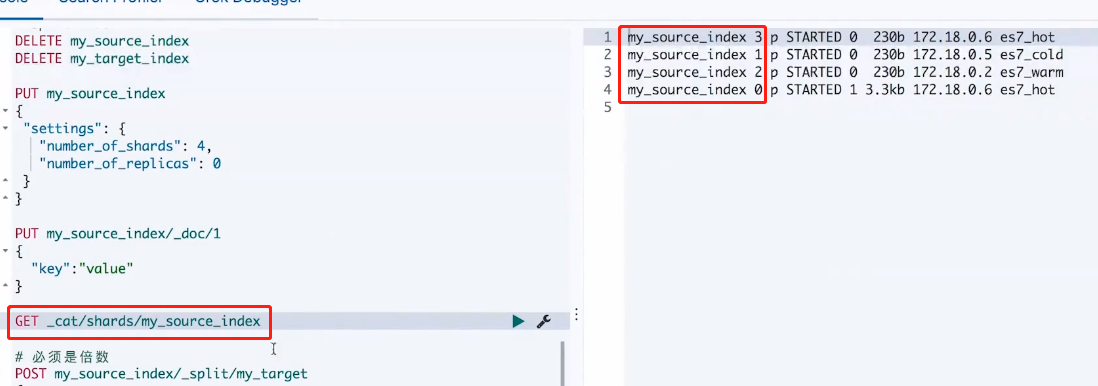 DELETE my_source_index
DELETE my_target_index
PUT my_source_index
{
"settings": {
"number_of_shards": 4,
"number_of_replicas": 0
}
}
PUT my_source_index/_doc/1
{
"key":"value"
}
GET _cat/shards/my_source_index
# 必须是倍数
POST my_source_index/_split/my_target
1 my_source_index 3 p STARTED 0 230b 172.18.0.6 es7_hot
2 my_source_index 1 p STARTED 0 230b 172.18.0.5 es7_cold
3 my_source_index 2 p STARTED 0 230b 172.18.0.2 es7_warm
4 my_source_index 0 p STARTED 1 3.3kb 172.18.0.6 es7_hot
5